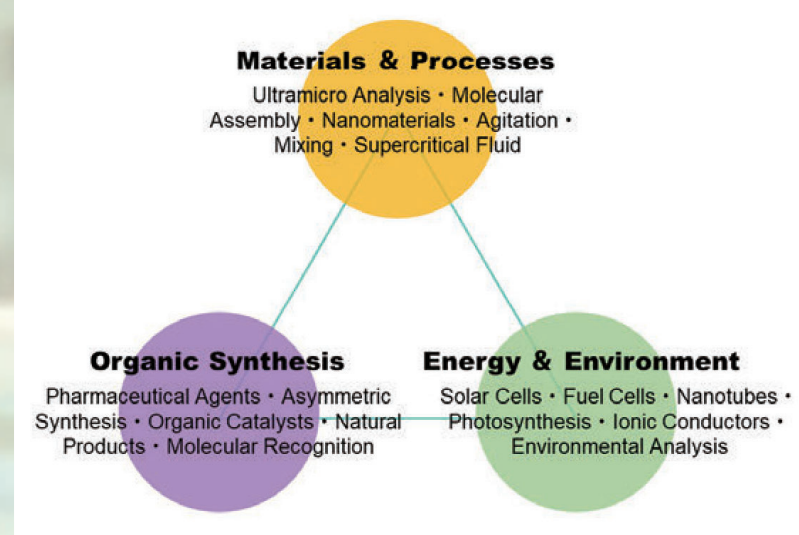 Materials & Processes
Ultramicro Analysis・Molecular
Assembly・Nanomaterials・Agitation・
Mixing・Supercritical Fluid
Organic Synthesis
Pharmaceutical Agents・Asymmetric
Synthesis・Organic Catalysts・Natural
Products・Molecular Recognition
Energy & Environment
Solar Cells・Fuel Cells・Nanotubes・
Photosynthesis・Ionic Conductors・
Environmental Analysis